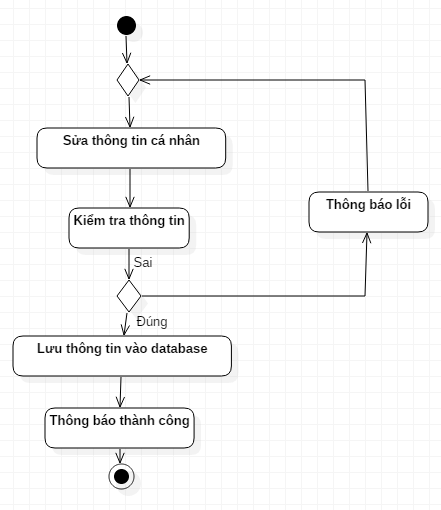 Sửa thông tin cá nhân
Thông báo lỗi
Kiểm tra thông tin
Sai
Đúng
Lưu thông tin vào database
Thông báo thành công